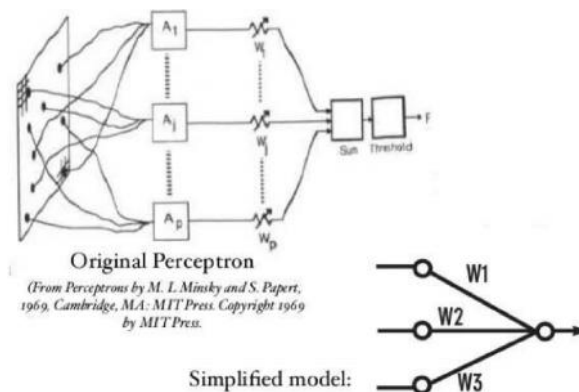 A1
Wi
Aj
Wj
Sum Threshold F
Ap
Wp
Original Perceptron
(From Perceptrons by M. L Minsky and S. Papert,
1969, Cambridge, MA: MIT Press. Copyright 1969
by MIT Press.
W1
W2
Simplified model: W3